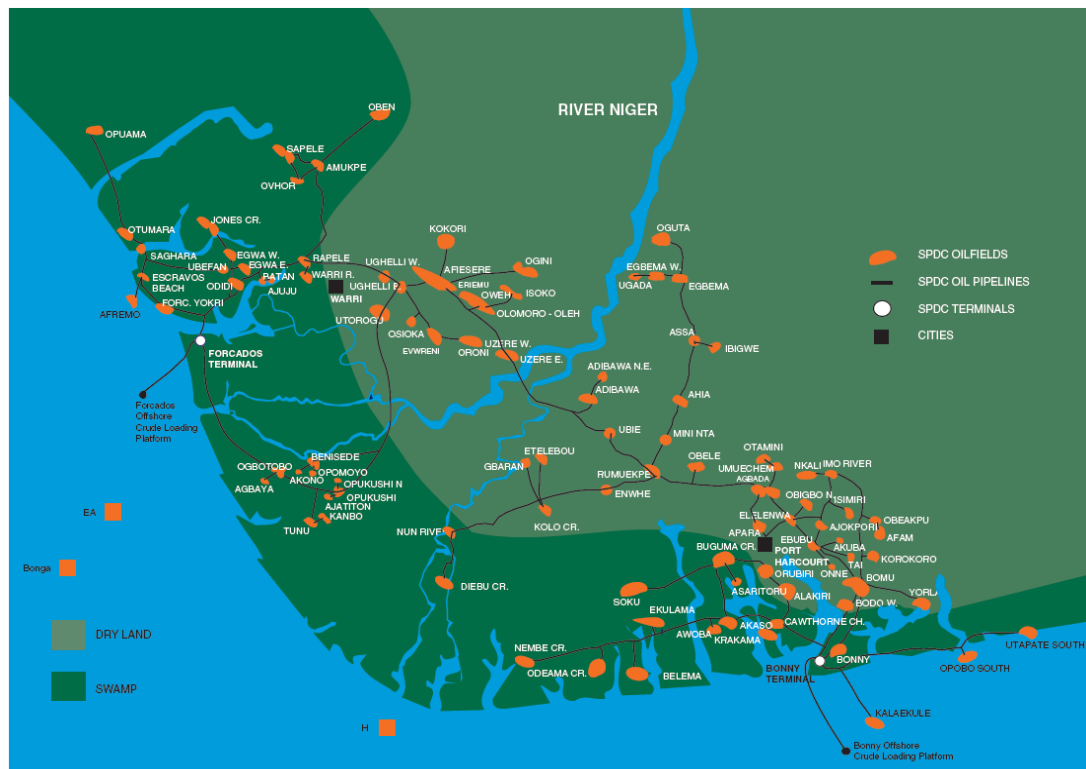 OBEN
RIVER NIGER
OPUAMA
SAPELE
AMUKPE
OVHOR
JONES CR.
OTUMARA
KOKORI
OGUTA
SAGHARA
EGWA W.
RAPELE
UGHELLI W.
AFIESERE
OGINI
EGBEMA W.
SPDC OILFIELDS
UBEFAN
EGWA E.
ESCRAVOS
BEACH
ODIDI
BATAN
WARRI R.
UGHELLI E.
ERIEMU
ISOKO
UGADA
EGBEMA
SPDC OIL PIPELINES
AJUJU
WARRI
OWEH
OLOMORO - OLEH
FORC. YOKRI
AFREMO
UTOROGU
OSIOKA
SPDC TERMINALS
ASSA
IBIGWE
CITIES
EVWRENI
ORIONI
UZERE W.
UZERE E.
FORCADOS
TERMINAL
ADIBAWA N.E.
ADIBAWA
AHIA
Forcados
Offshore
Crude Loading
Platform
UBIE
MINI NTA
ETELEBOU
GBARAN
OBELE
OTAMINI
RUMUEKPE
UMUECHEM
AGBADA
NKALI
IMO RIVER
BENISEDE
OGBOTOBO
AKONO
OPOMOYO
AGBAYA
OPUKUSHI N
OPUKUSHI
AJATITON
KANBO
TUNU
ENWHE
KOLO CR.
OBIGBO N.
ISIMIRI
ELELENWA
OBEAKPU
AJOKPORI
AFAM
APARA
EBUBU
AKUBA
EA
NUN RIVE
BUGUMA CR.
PORT
HARCOURT
TAI
KOROKORO
ORUBIRI
ONNE
BOMU
Bonga
DIEBU CR.
SOKU
ASARITORU
ALAKIRI
BODO W.
YORLA
EKULAMA
DRY LAND
AWOBA
AKASO
KRAKAMA
CAWTHORNE CH.
UTAPATE SOUTH
NEMBE CR.
ODEAMA CR.
BELEMA
BONNY
TERMINAL
BONNY
OPOBO SOUTH
SWAMP
H
KALAEKULE
Bonny Offshore
Crude Loading Platform